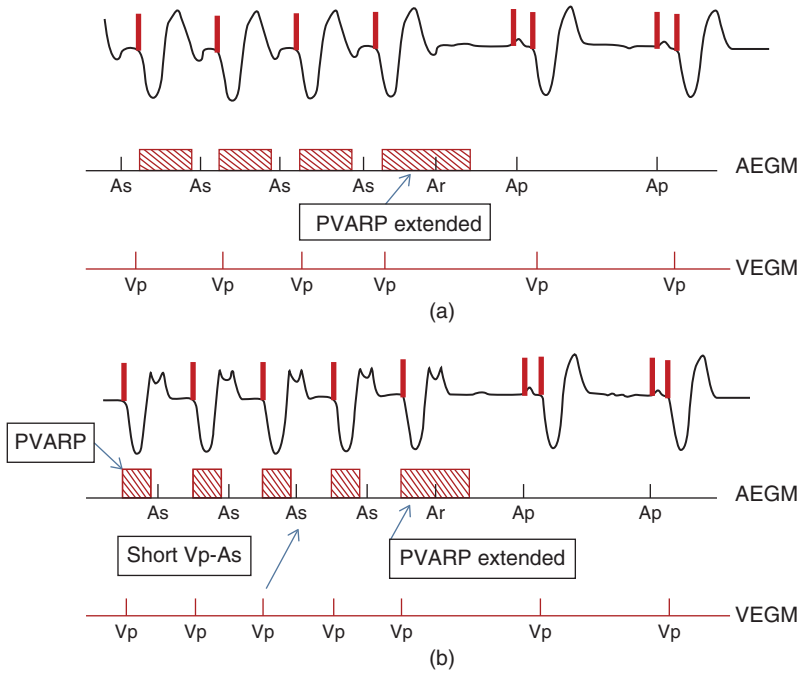 AEGM
As As As As Ar Ap Ap
PVARP extended
VEGM
Vp Vp Vp Vp Vp Vp
(a)
PVARP
AEGM
As As As As Ar Ap Ap
Short Vp-As
PVARP extended
VEGM
Vp Vp Vp Vp Vp Vp Vp
(b)